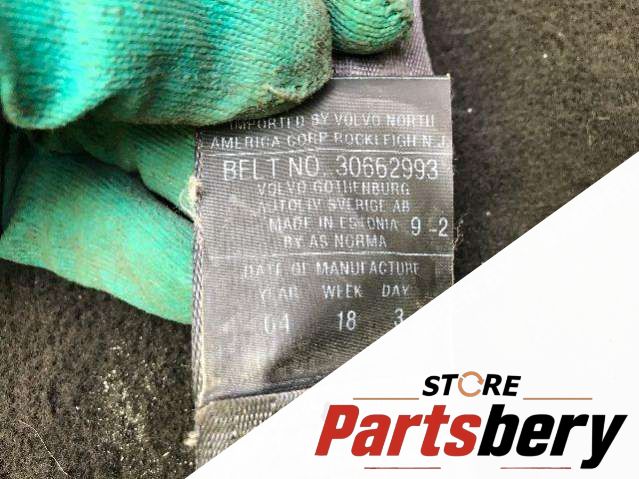 IMPORTED BY VOLVO NORTH
AMERICA CORP ROCKLEIGH N.J.
BELT NO. 30662993
VOLVO GOTHENBURG
AUTOLIV SVERIGE AB
MADE IN ESTONIA 9-2
BY AS NORMA
DATE OF MANUFACTURE
YEAR WEEK DAY
04 18 3
STORE
Partsbery